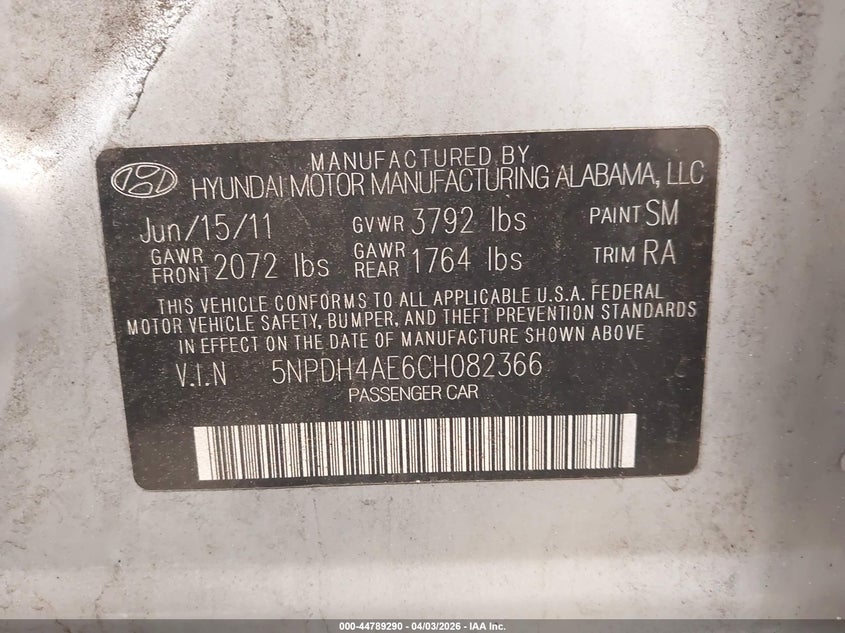 MANUFACTURED BY
HYUNDAI MOTOR MANUFACTURING ALABAMA, LLC
Jun/15/11 GVWR 3792 lbs PAINT SM
GAWR FRONT 2072 lbs GAWR REAR 1764 lbs TRIM RA
THIS VEHICLE CONFORMS TO ALL APPLICABLE U.S.A. FEDERAL
MOTOR VEHICLE SAFETY, BUMPER, AND THEFT PREVENTION STANDARDS
IN EFFECT ON THE DATE OF MANUFACTURE SHOWN ABOVE
V.I.N 5NPDH4AE6CH082366
PASSENGER CAR
000-44789290 - 04/03/2026 - IAA Inc.